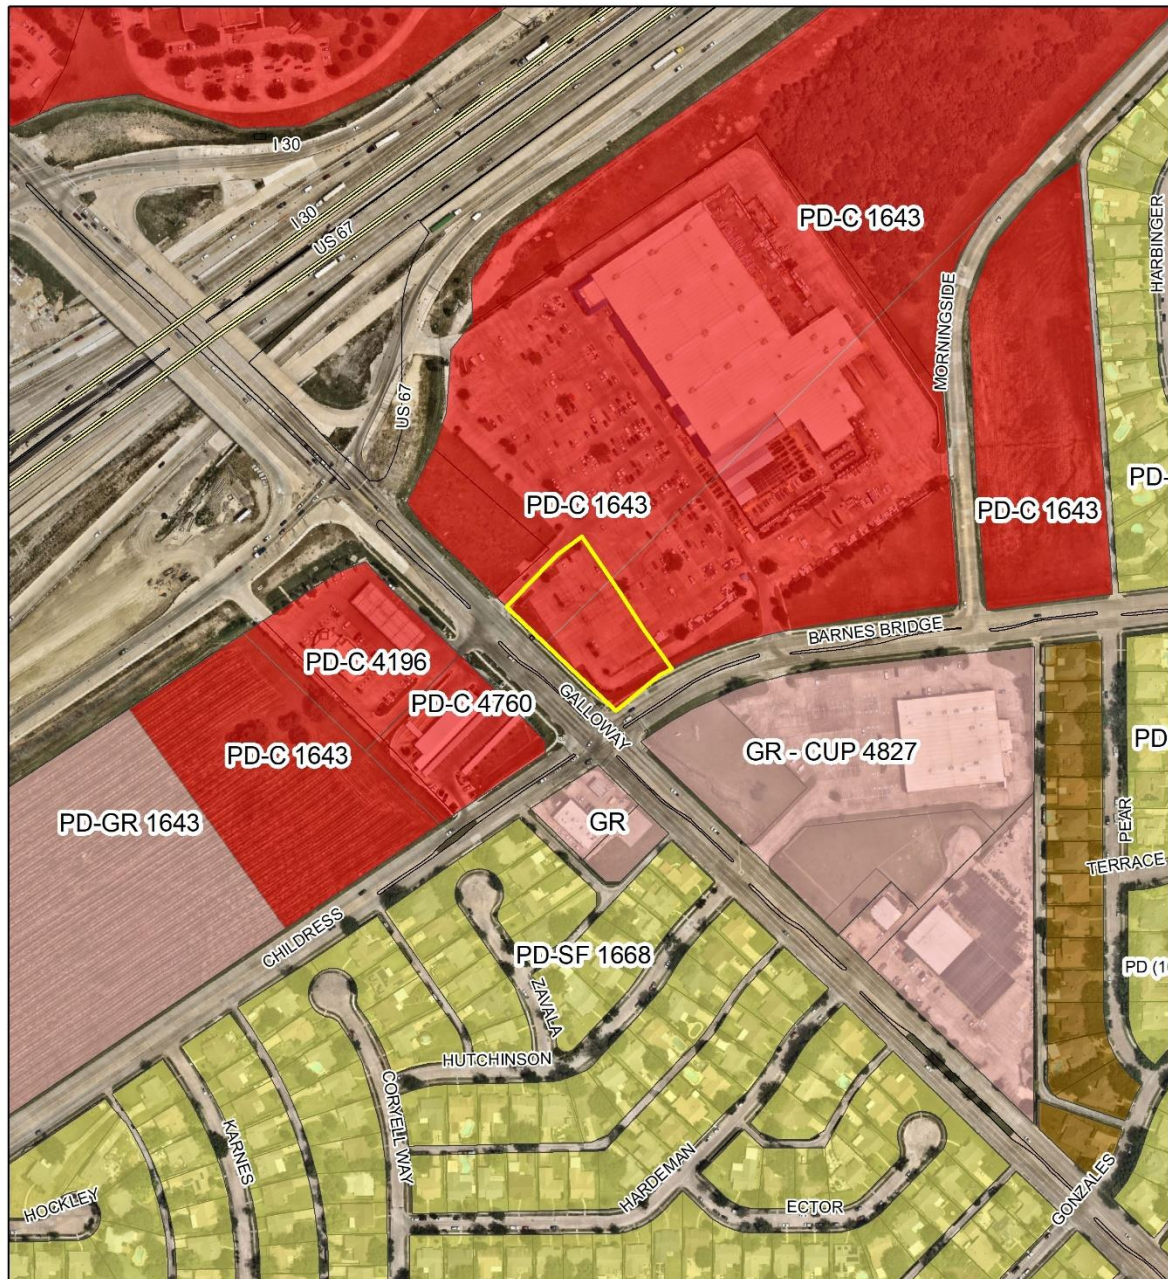 I 30
I 30
US 67
PD-C 1643
HARBINGER
MORNINGSIDE
US 67
PD-
PD-C 1643
PD-C 1643
BARNES BRIDGE
PD-C 4196
PD-C 4760
GALLOWAY
PD-C 1643
GR - CUP 4827
PD
PD-GR 1643
GR
PEAR
TERRACE
CHILDRESS
PD-SF 1668
PD (10
ZAVALA
HUTCHINSON
CORYELL WAY
KARNES
HARDEMAN
HOCKLEY
ECTOR
GONZALES